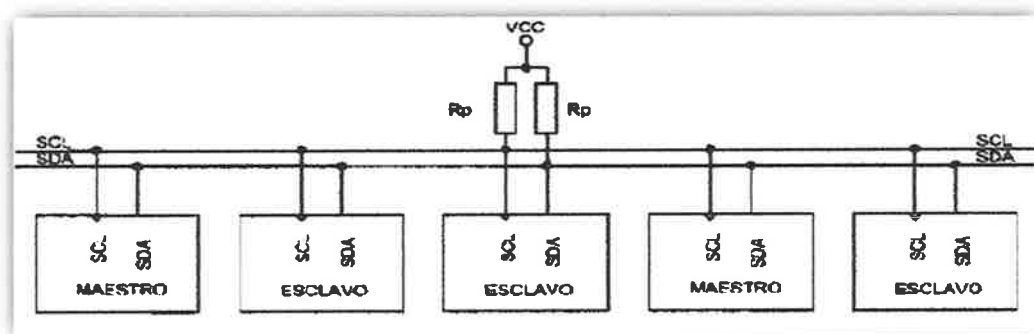 VCC
Rp Rp
SCL SCL
SDA SDA
SCL SDA SCL SDA SCL SDA SCL SDA SCL SDA
MAESTRO ESCLAVO ESCLAVO MAESTRO ESCLAVO